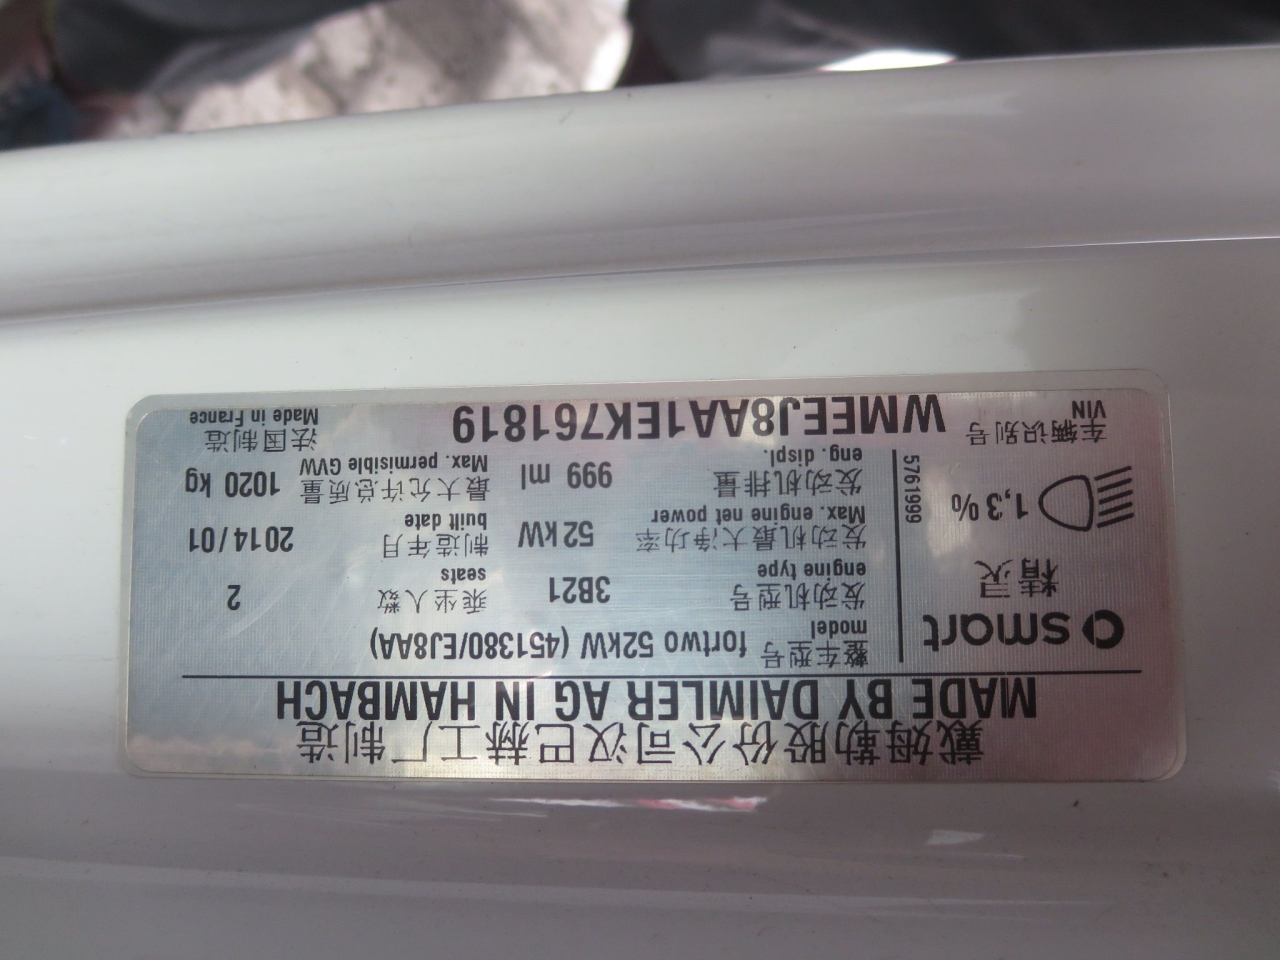 戴姆勒股份公司汉巴赫工厂制造
MADE BY DAIMLER AG IN HAMBACH
smart
精灵
1,3%
5761999
整车型号 fortwo 52kW (451380/EJ8AA)
model
发动机型号 3B21 乘坐人数 2
engine type seats
发动机最大净功率 52kW 制造年月 2014/01
Max. engine net power built date
发动机排量 999 ml 最大允许总质量 1020 kg
eng. displ. Max. permisible GVW
车辆识别号 WMEEJ8AA1EK761819 法国制造
VIN Made in France